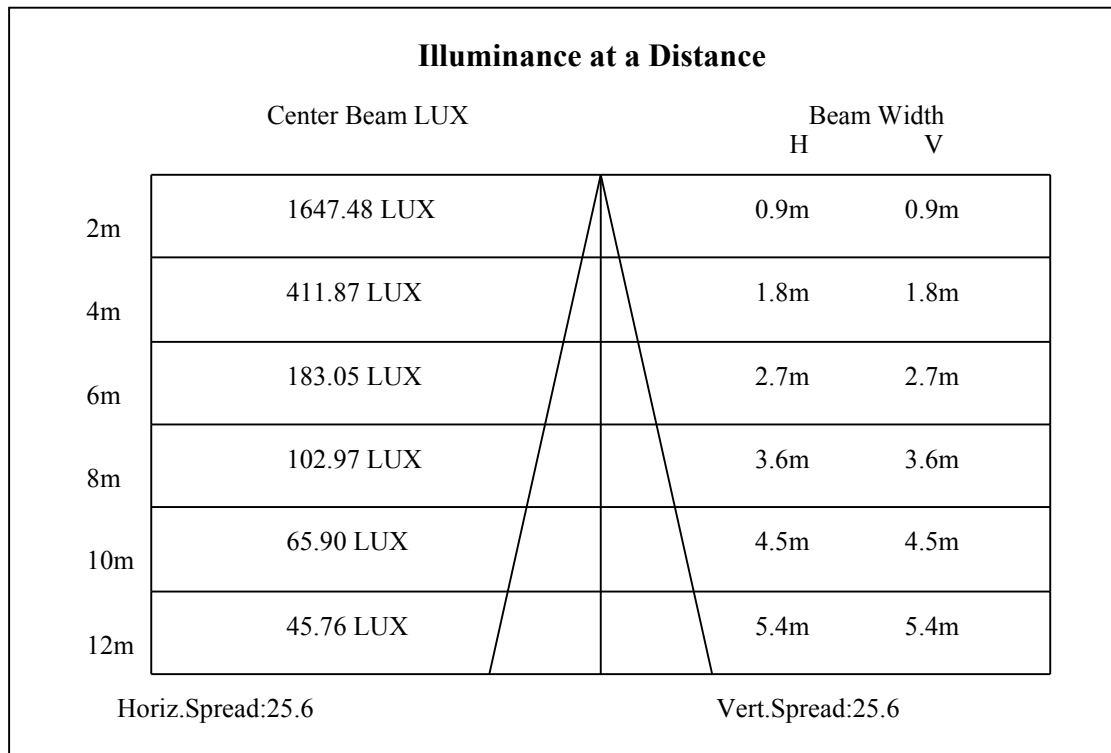 Illuminance at a Distance
Center Beam LUX Beam Width
H V
2m 1647.48 LUX 0.9m 0.9m
4m 411.87 LUX 1.8m 1.8m
6m 183.05 LUX 2.7m 2.7m
8m 102.97 LUX 3.6m 3.6m
10m 65.90 LUX 4.5m 4.5m
12m 45.76 LUX 5.4m 5.4m
Horiz.Spread:25.6 Vert.Spread:25.6